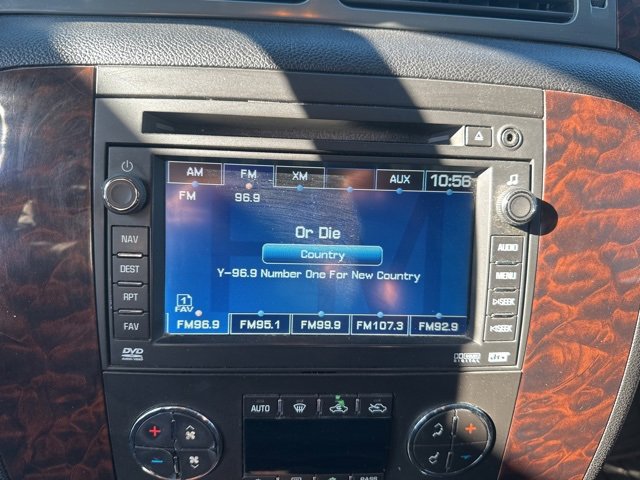 AM FM XM AUX 10:56
FM 96.9
Or Die
Country
Y-96.9 Number One For New Country
1
FAV
FM96.9 FM95.1 FM99.9 FM107.3 FM92.9
NAV
DEST
RPT
FAV
DVD
AUDIO
MENU
SEEK
SEEK
DIGITAL
AUTO
PASS